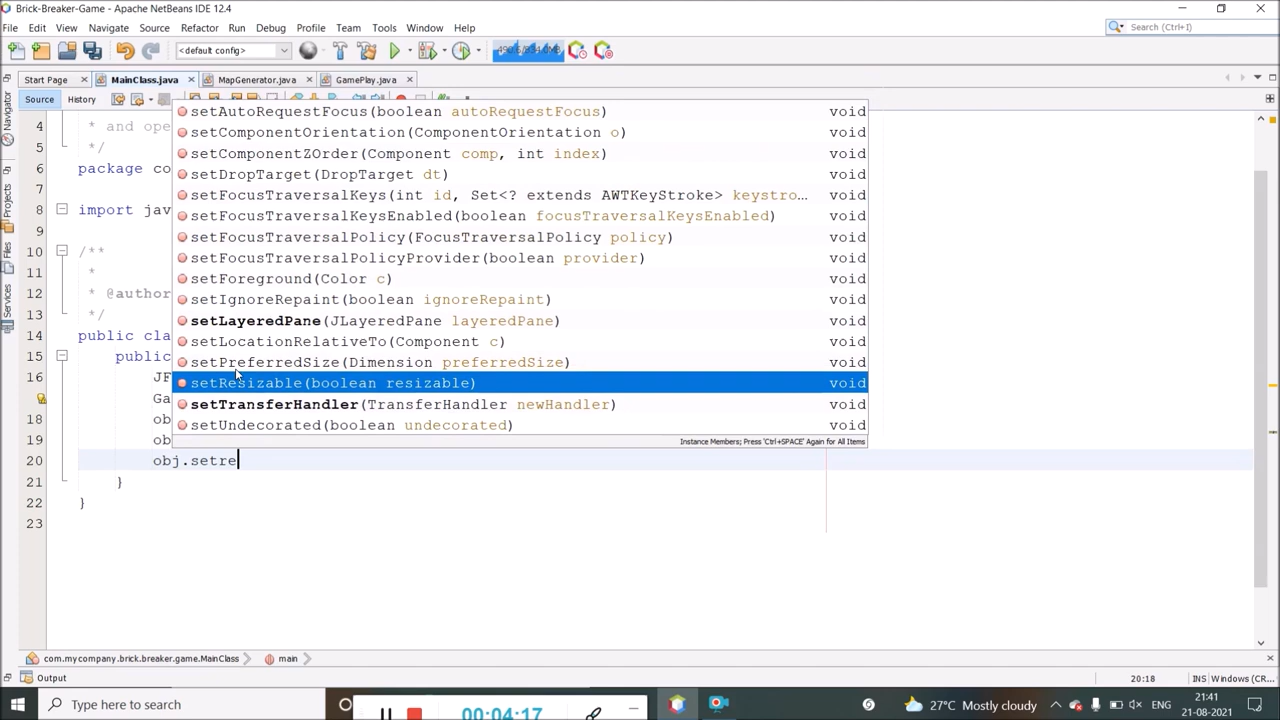 Brick-Breaker-Game - Apache NetBeans IDE 12.4
File Edit View Navigate Source Refactor Run Debug Profile Team Tools Window Help
Search (Ctrl+I)
<default config>
Start Page MainClass.java MapGenerator.java GamePlay.java
Source History
setAutoRequestFocus(boolean autoRequestFocus) void
4 * and ope setComponentOrientation(ComponentOrientation o) void
5 */ setComponentZOrder(Component comp, int index) void
6 package co setDropTarget(DropTarget dt) void
7 setFocusTraversalKeys(int id, Set<? extends AWTKeyStroke> keystro... void
8 import jav setFocusTraversalKeysEnabled(boolean focusTraversalKeysEnabled) void
9 setFocusTraversalPolicy(FocusTraversalPolicy policy) void
10 /** setFocusTraversalPolicyProvider(boolean provider) void
11 * setForeground(Color c) void
12 * @author setIgnoreRepaint(boolean ignoreRepaint) void
13 */ setLayeredPane(JLayeredPane layeredPane) void
14 public cla setLocationRelativeTo(Component c) void
15 public setPreferredSize(Dimension preferredSize) void
16 JF setResizable(boolean resizable) void
Ga setTransferHandler(TransferHandler newHandler) void
18 ob setUndecorated(boolean undecorated) void
19 ob Instance Members; Press 'Ctrl+SPACE' Again for All Items
20 obj.setre
21 }
22 }
23
Navigator
Projects
Files
Services
com.mycompany.brick.breaker.game.MainClass main
Output 20:18 INS Windows (CR...
Type here to search
00:04:17
27°C Mostly cloudy
ENG
21:41
21-08-2021